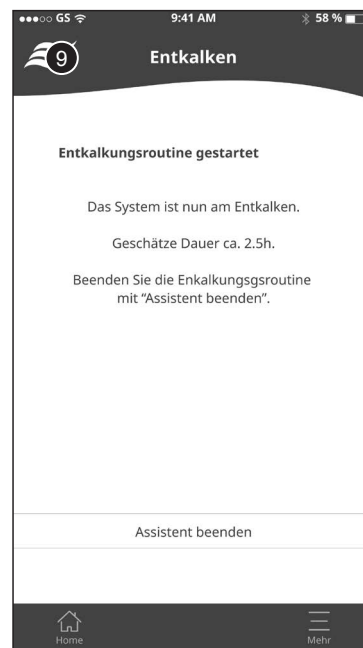 ●●●○○ GS 9:41 AM 58 %
9 Entkalken
Entkalkungsroutine gestartet
Das System ist nun am Entkalken.
Geschätze Dauer ca. 2.5h.
Beenden Sie die Enkalkungsgsroutine
mit “Assistent beenden”.
Assistent beenden
Home Mehr